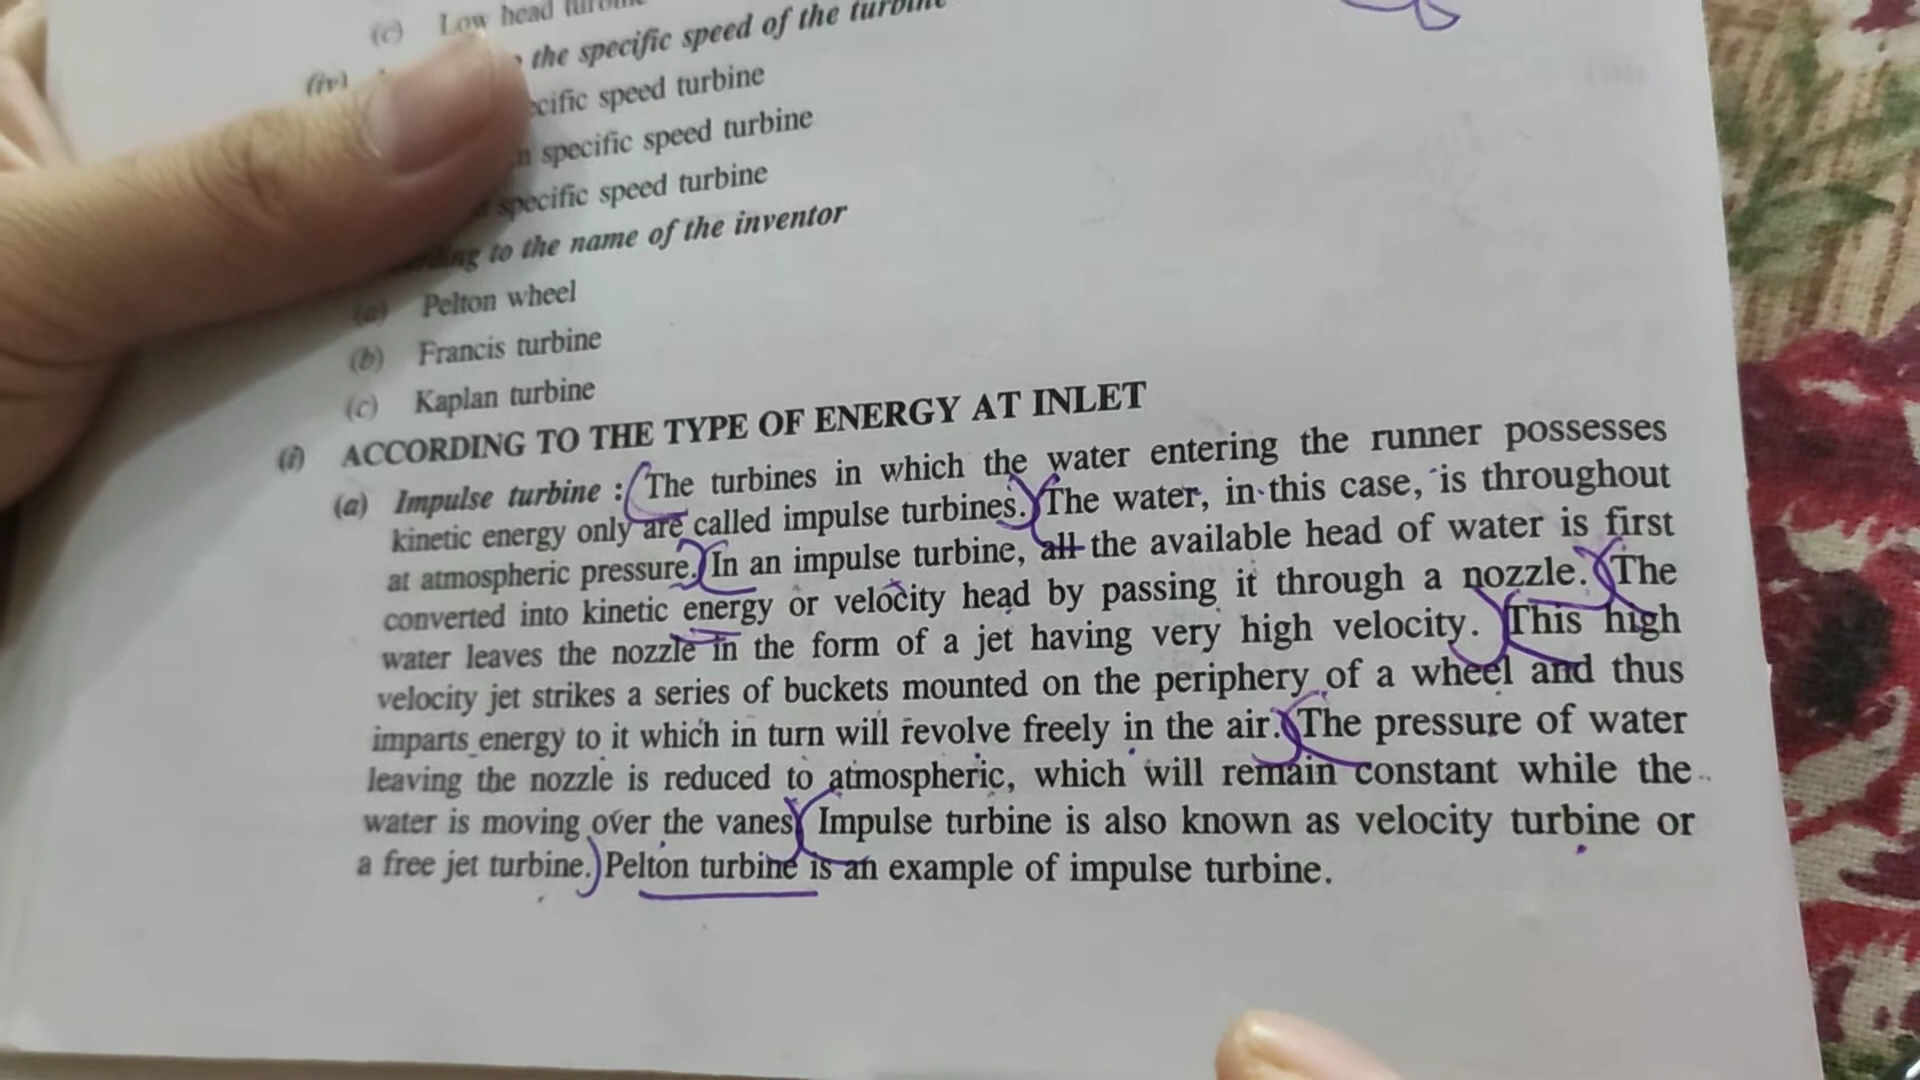 (c) Low head
(iv) the specific speed of the turbine
specific speed turbine
specific speed turbine
specific speed turbine
to the name of the inventor
(a) Pelton wheel
(b) Francis turbine
(c) Kaplan turbine
(i) ACCORDING TO THE TYPE OF ENERGY AT INLET
(a) Impulse turbine : The turbines in which the water entering the runner possesses
kinetic energy only are called impulse turbines. The water, in this case, is throughout
at atmospheric pressure. In an impulse turbine, all the available head of water is first
converted into kinetic energy or velocity head by passing it through a nozzle. The
water leaves the nozzle in the form of a jet having very high velocity. This high
velocity jet strikes a series of buckets mounted on the periphery of a wheel and thus
imparts energy to it which in turn will revolve freely in the air. The pressure of water
leaving the nozzle is reduced to atmospheric, which will remain constant while the
water is moving over the vanes Impulse turbine is also known as velocity turbine or
a free jet turbine. Pelton turbine is an example of impulse turbine.